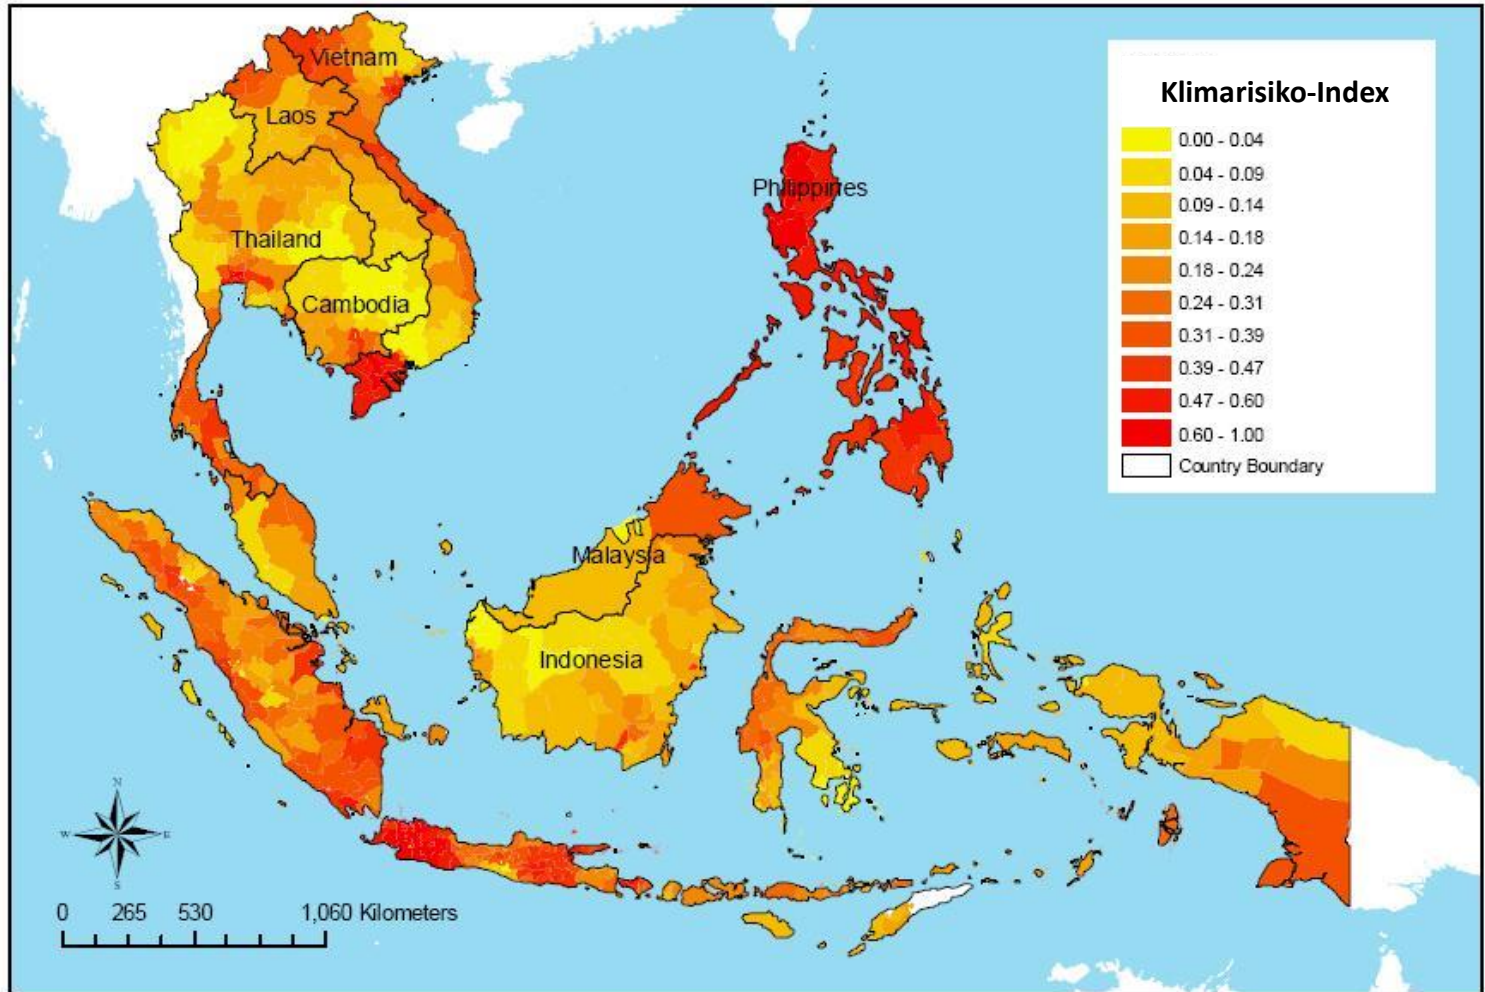 Vietnam
Laos
Thailand
Cambodia
Philippines
Malaysia
Indonesia
Klimarisiko-Index
0.00 - 0.04
0.04 - 0.09
0.09 - 0.14
0.14 - 0.18
0.18 - 0.24
0.24 - 0.31
0.31 - 0.39
0.39 - 0.47
0.47 - 0.60
0.60 - 1.00
Country Boundary
N
W E
S
0 265 530 1,060 Kilometers